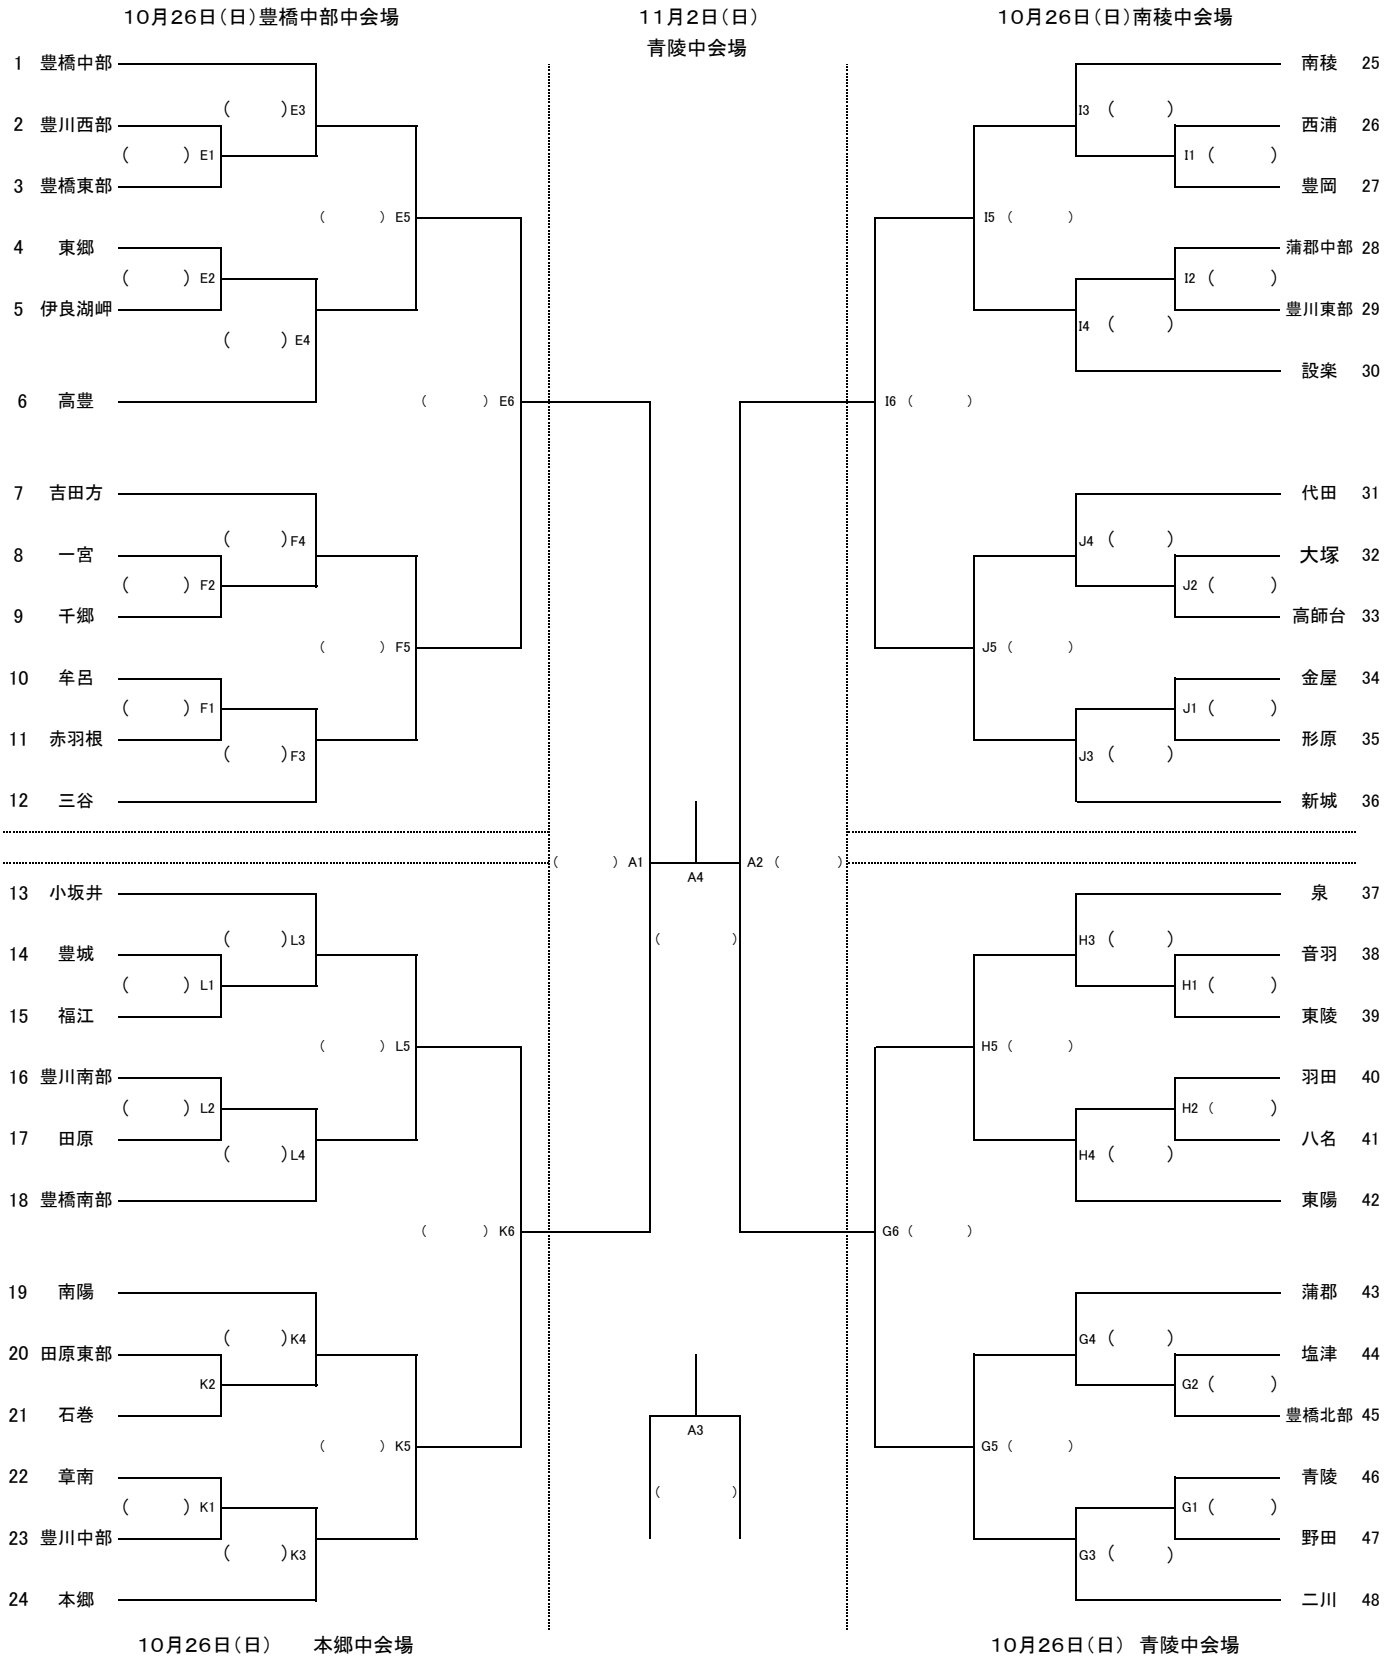 10月26日(日)豊橋中部中会場
11月2日(日)
青陵中会場
10月26日(日)南稜中会場
1 豊橋中部
( )E3
2 豊川西部
( ) E1
3 豊橋東部
( ) E5
4 東郷
( ) E2
5 伊良湖岬
( ) E4
6 高豊
( ) E6
7 吉田方
( )F4
8 一宮
( ) F2
9 千郷
( ) F5
10 牟呂
( ) F1
11 赤羽根
( )F3
12 三谷
13 小坂井
( )L3
14 豊城
( ) L1
15 福江
( ) L5
16 豊川南部
( ) L2
17 田原
( )L4
18 豊橋南部
( ) K6
19 南陽
( )K4
20 田原東部
K2
21 石巻
( ) K5
22 章南
( ) K1
23 豊川中部
( )K3
24 本郷
( ) A1
A2 ( )
A4
( )
A3
( )
南稜 25
I3 ( )
西浦 26
I1 ( )
豊岡 27
I5 ( )
蒲郡中部 28
I2 ( )
豊川東部 29
I4 ( )
設楽 30
I6 ( )
代田 31
J4 ( )
大塚 32
J2 ( )
高師台 33
J5 ( )
金屋 34
J1 ( )
形原 35
J3 ( )
新城 36
泉 37
H3 ( )
音羽 38
H1 ( )
東陵 39
H5 ( )
羽田 40
H2 ( )
八名 41
H4 ( )
東陽 42
G6 ( )
蒲郡 43
G4 ( )
塩津 44
G2 ( )
豊橋北部 45
G5 ( )
青陵 46
G1 ( )
野田 47
G3 ( )
二川 48
10月26日(日) 本郷中会場
10月26日(日) 青陵中会場